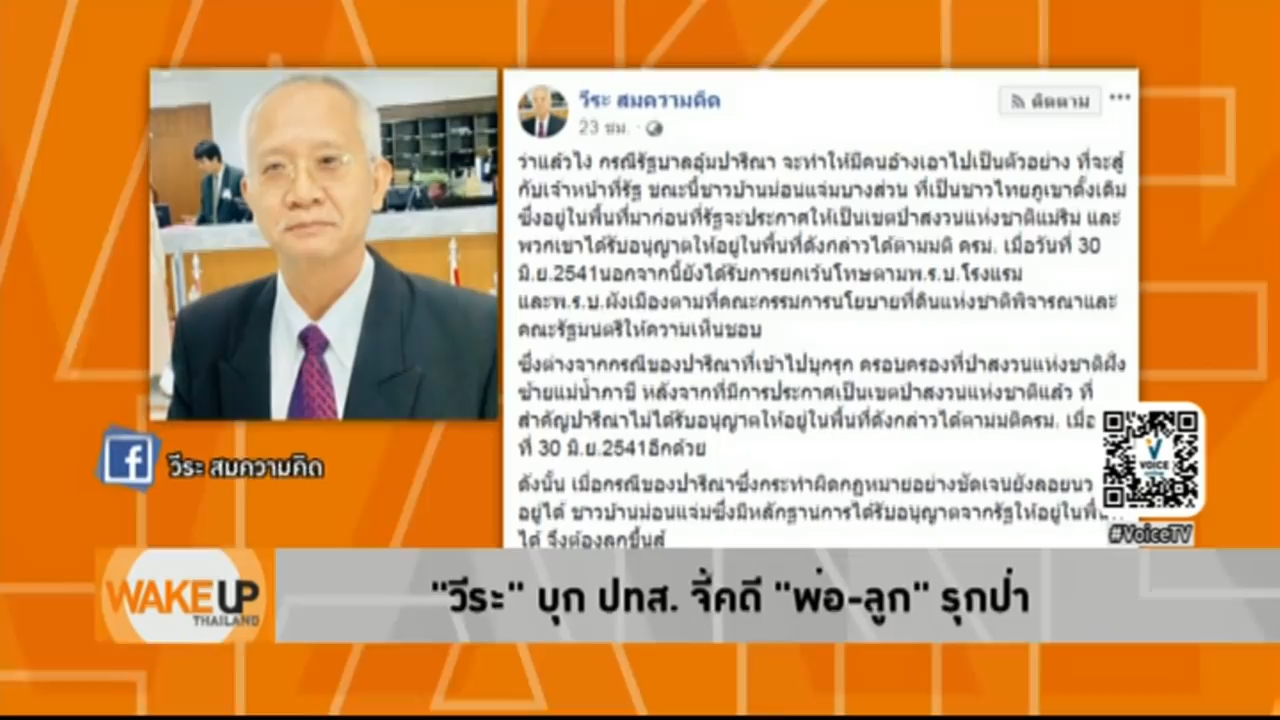 วีระ สมความคิด
ติดตาม
23 ชม.
ว่าแล้วไง กรณีรัฐบาลอุ้มปารีณา จะทำให้มีคนอ้างเอาไปเป็นตัวอย่าง ที่จะสู้
กับเจ้าหน้าที่รัฐ ขณะนี้ชาวบ้านม่อนแจ่มบางส่วน ที่เป็นชาวไทยภูเขาดั้งเดิม
ซึ่งอยู่ในพื้นที่มาก่อนที่รัฐจะประกาศให้เป็นเขตป่าสงวนแห่งชาติแม่ริม และ
พวกเขาได้รับอนุญาตให้อยู่ในพื้นที่ดังกล่าวได้ตามมติ ครม. เมื่อวันที่ 30
มิ.ย.2541นอกจากนี้ยังได้รับการยกเว้นโทษตามพ.ร.บ.โรงแรม
และพ.ร.บ.ผังเมืองตามที่คณะกรรมการนโยบายที่ดินแห่งชาติพิจารณาและ
คณะรัฐมนตรีให้ความเห็นชอบ
ซึ่งต่างจากกรณีของปารีณาที่เข้าไปบุกรุก ครอบครองที่ป่าสงวนแห่งชาติฝั่ง
ซ้ายแม่น้ำภาชี หลังจากที่มีการประกาศเป็นเขตป่าสงวนแห่งชาติแล้ว ที่
สำคัญปารีณาไม่ได้รับอนุญาตให้อยู่ในพื้นที่ดังกล่าวได้ตามมติครม. เมื่อ
ที่ 30 มิ.ย.2541อีกด้วย
ดังนั้น เมื่อกรณีของปารีณาซึ่งกระทำผิดกฎหมายอย่างชัดเจนยังลอยนว
อยู่ได้ ชาวบ้านม่อนแจ่มซึ่งมีหลักฐานการได้รับอนุญาตจากรัฐให้อยู่ในพื้น
ได้ จึงต้องลุกขึ้นสู้
วีระ สมความคิด
VOICE
#VoiceTV
WAKE UP
THAILAND
"วีระ" บุก ปทส. จี้คดี "พ่อ-ลูก" รุกป่า